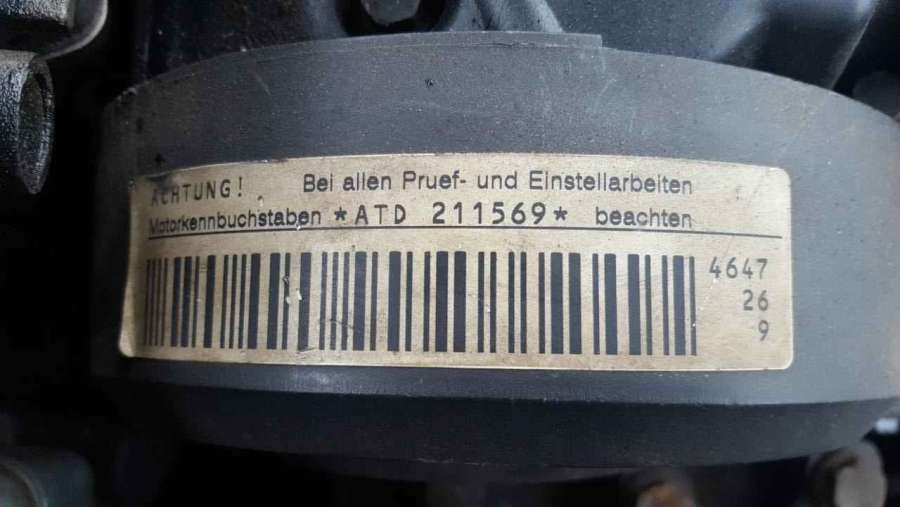 ACHTUNG! Bei allen Pruef- und Einstellarbeiten
Motorkennbuchstaben *ATD 211569* beachten
4647
26
9